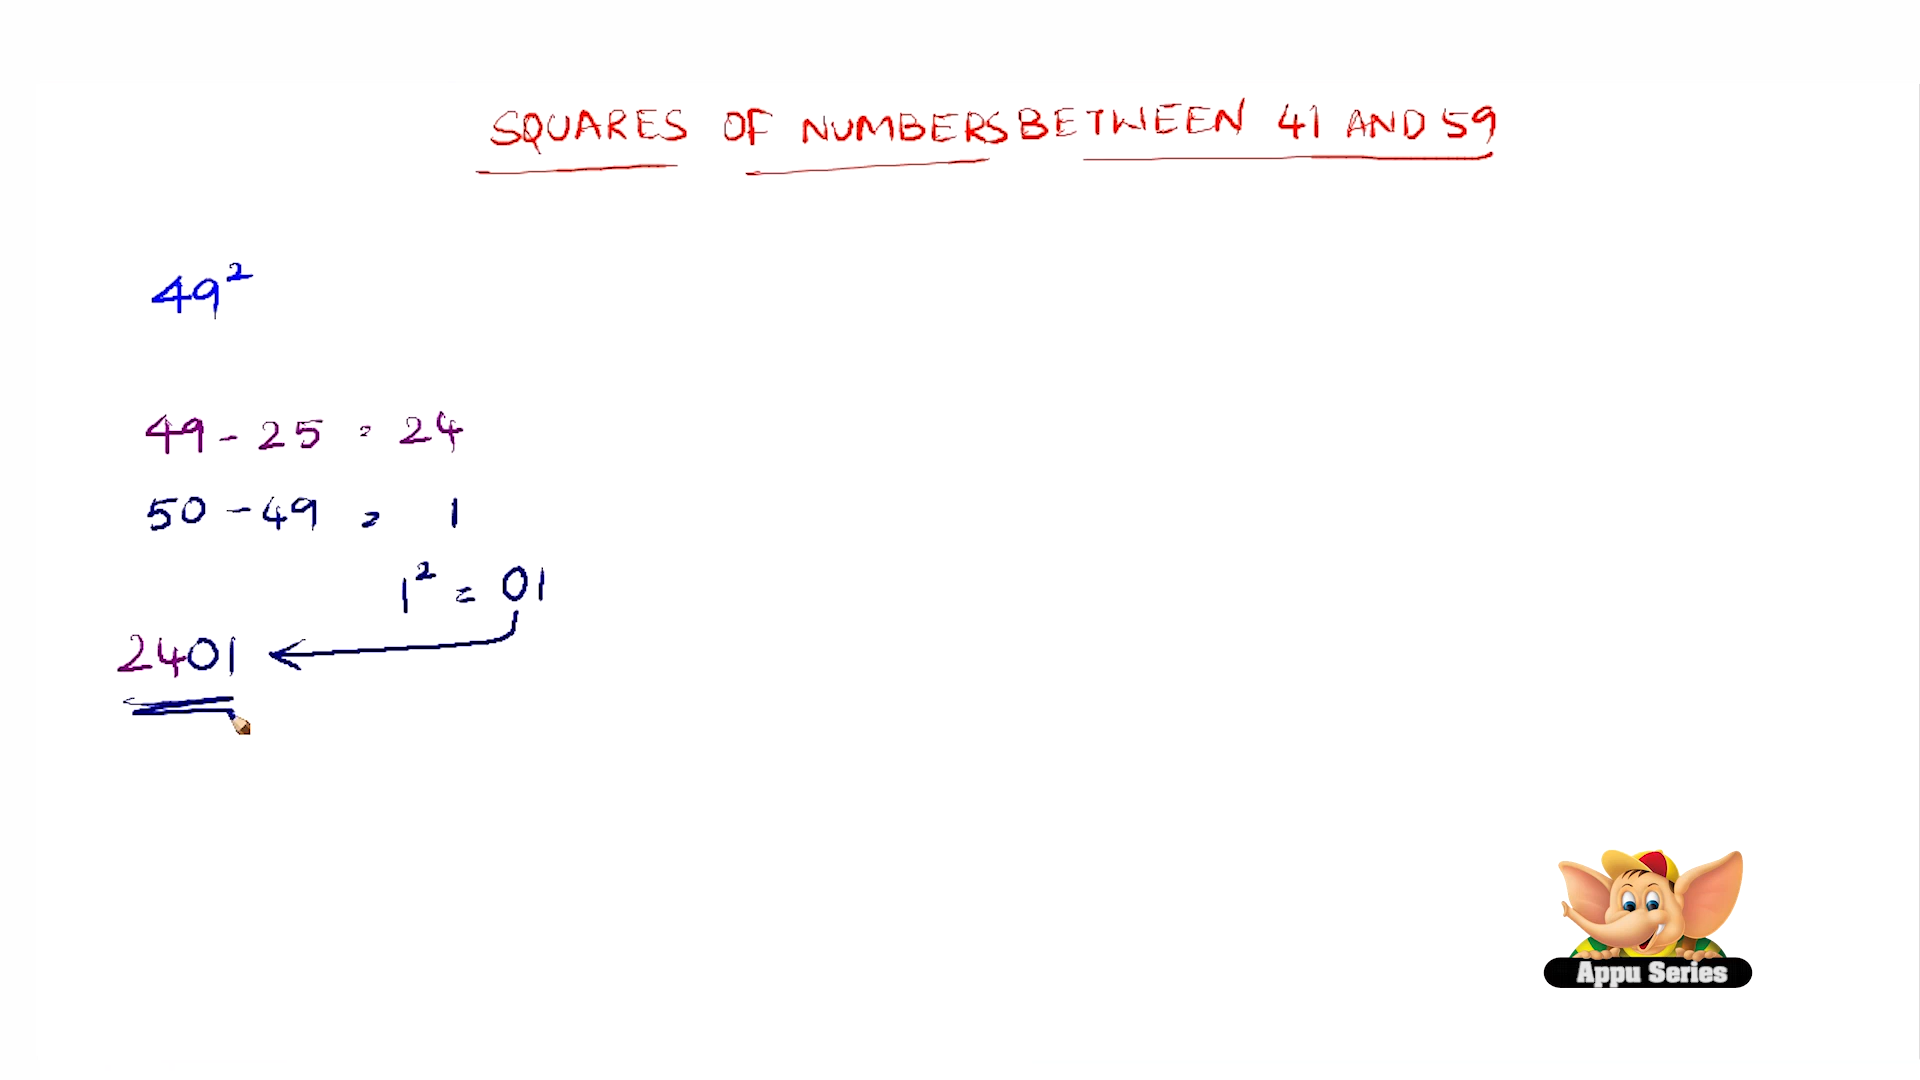 SQUARES OF NUMBERS BETWEEN 41 AND 59
49²
49 - 25 = 24
50 - 49 = 1
1² = 01
2401
Appu Series